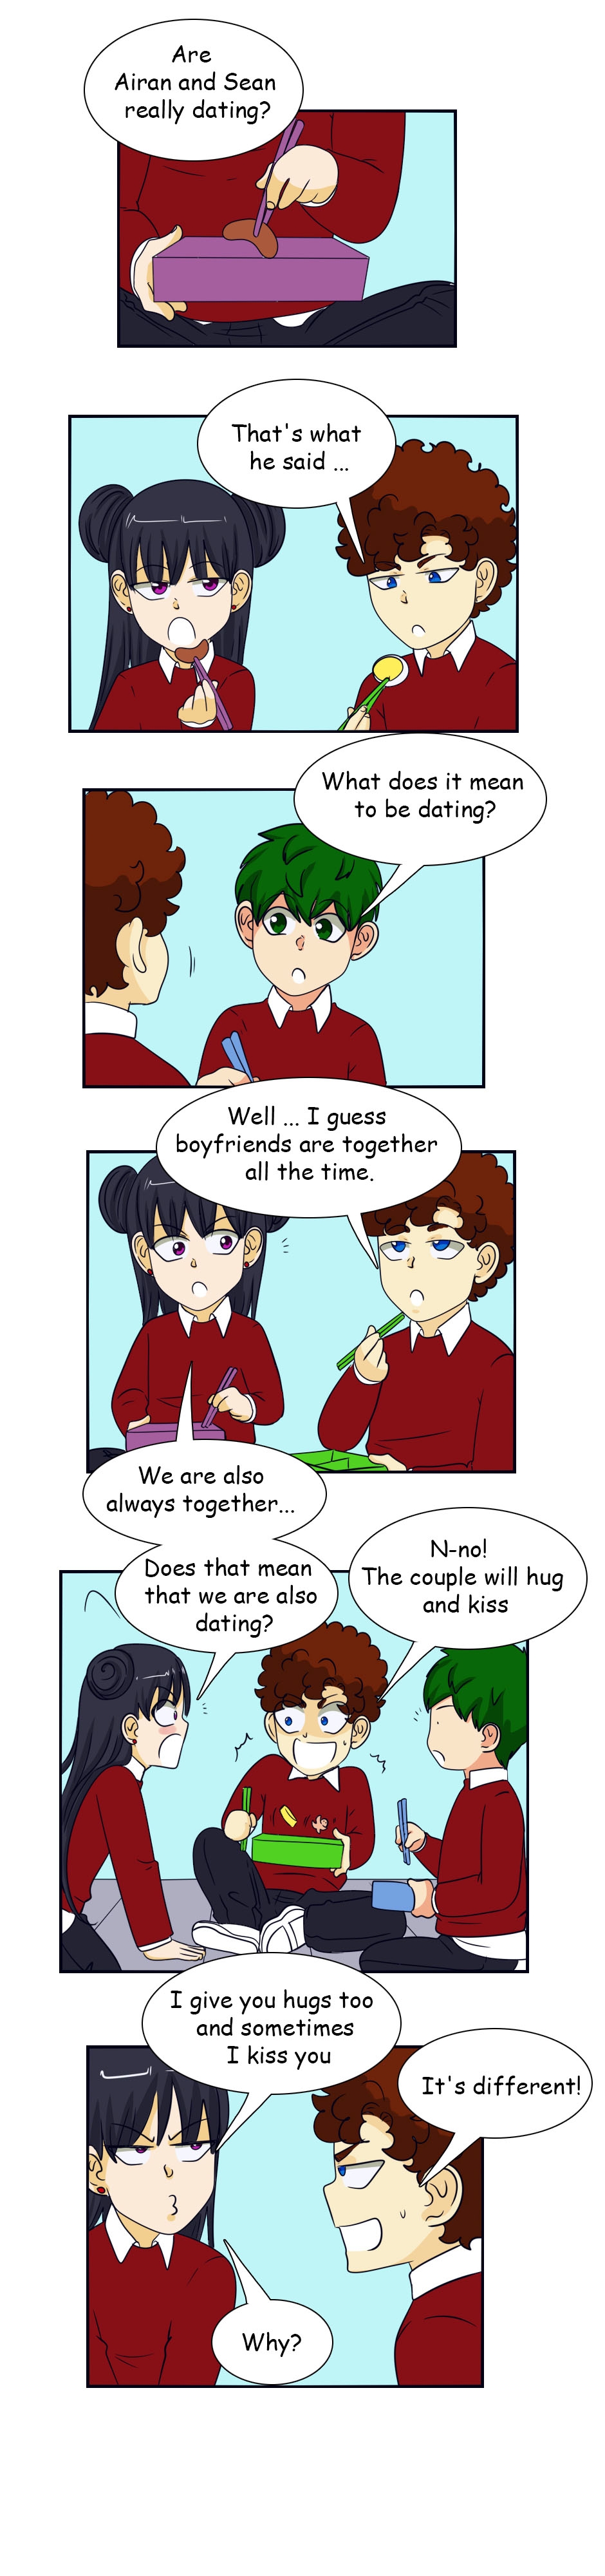 Are
Airan and Sean
really dating?
That's what
he said ...
What does it mean
to be dating?
Well ... I guess
boyfriends are together
all the time.
We are also
always together...
Does that mean
that we are also
dating?
N-no!
The couple will hug
and kiss
I give you hugs too
and sometimes
I kiss you
It's different!
Why?